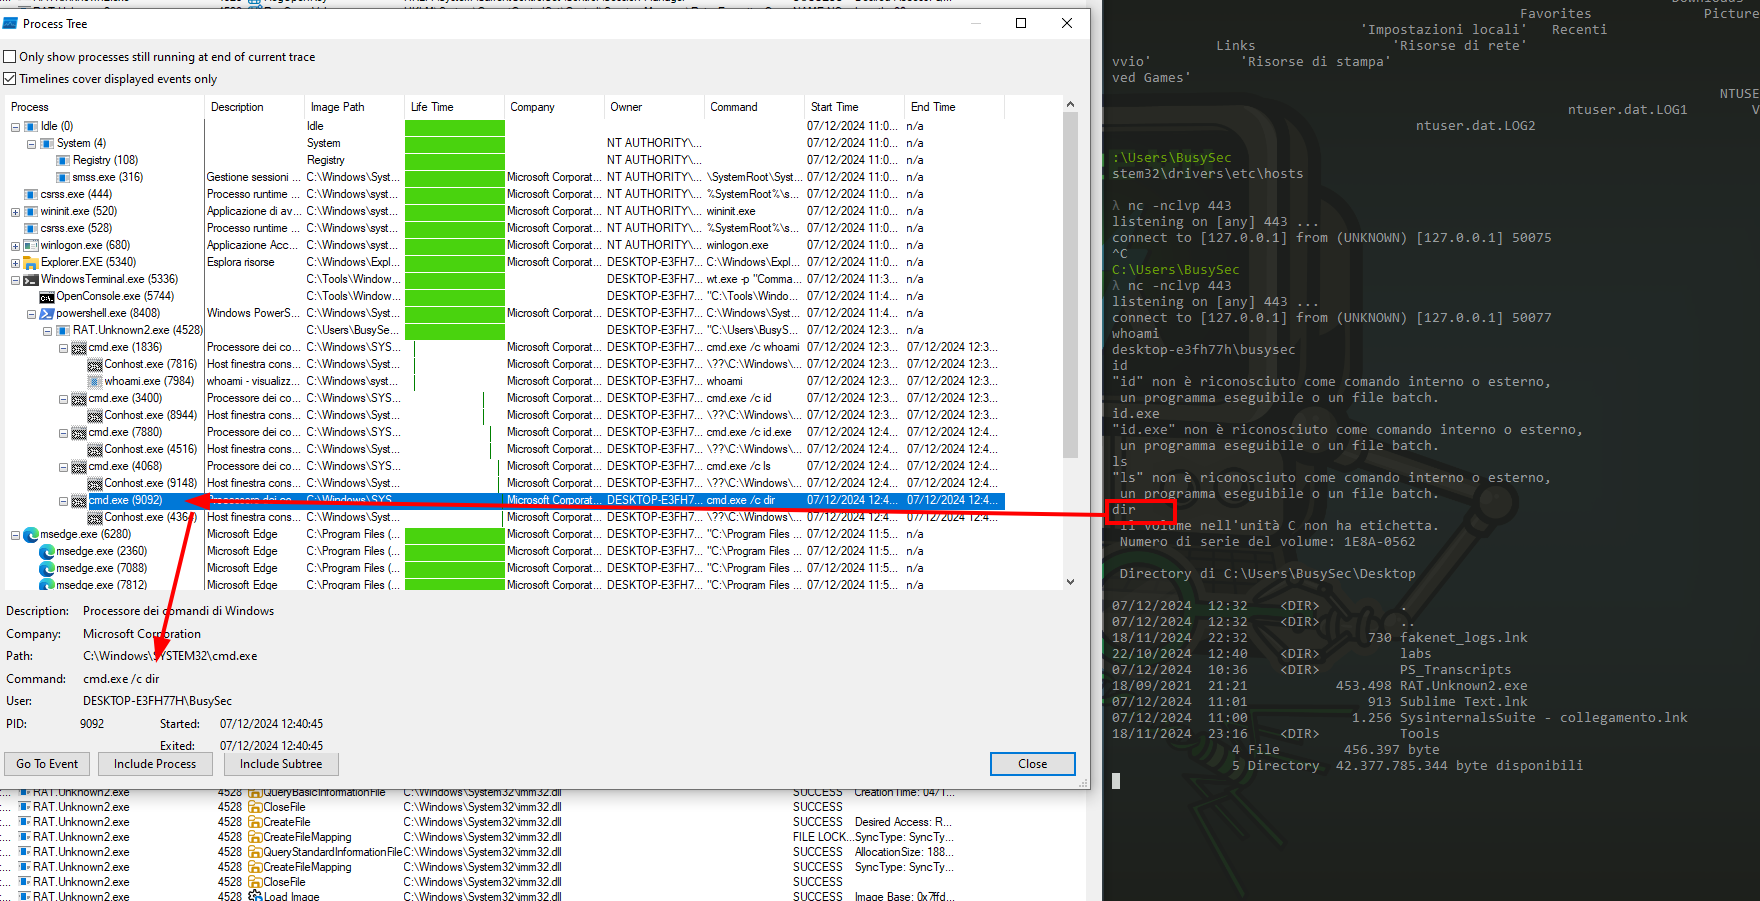 Process Tree
Only show processes still running at end of current trace
Timelines cover displayed events only
Process Description Image Path Life Time Company Owner Command Start Time End Time
Idle (0) Idle 07/12/2024 11:0... n/a
System (4) System NT AUTHORITY\... 07/12/2024 11:0... n/a
Registry (108) Registry NT AUTHORITY\... 07/12/2024 11:0... n/a
smss.exe (316) Gestione sessioni ... C:\Windows\Syst... Microsoft Corporat... NT AUTHORITY\... \SystemRoot\Syst... 07/12/2024 11:0... n/a
csrss.exe (444) Processo runtime ... C:\Windows\syst... Microsoft Corporat... NT AUTHORITY\... %SystemRoot%\s... 07/12/2024 11:0... n/a
wininit.exe (520) Applicazione di av... C:\Windows\syst... Microsoft Corporat... NT AUTHORITY\... wininit.exe 07/12/2024 11:0... n/a
csrss.exe (528) Processo runtime ... C:\Windows\syst... Microsoft Corporat... NT AUTHORITY\... %SystemRoot%\s... 07/12/2024 11:0... n/a
winlogon.exe (680) Applicazione Acc... C:\Windows\syst... Microsoft Corporat... NT AUTHORITY\... winlogon.exe 07/12/2024 11:0... n/a
Explorer.EXE (5340) Esplora risorse C:\Windows\Expl... Microsoft Corporat... DESKTOP-E3FH7... C:\Windows\Expl... 07/12/2024 11:0... n/a
WindowsTerminal.exe (5336) C:\Tools\Window... DESKTOP-E3FH7... wt.exe -p "Comma... 07/12/2024 11:3... n/a
OpenConsole.exe (5744) C:\Tools\Window... DESKTOP-E3FH7... "C:\Tools\Windo... 07/12/2024 11:4... n/a
powershell.exe (8408) Windows PowerS... C:\Windows\Syst... Microsoft Corporat... DESKTOP-E3FH7... C:\Windows\Syst... 07/12/2024 11:4... n/a
RAT.Unknown2.exe (4528) C:\Users\BusySe... DESKTOP-E3FH7... "C:\Users\BusyS... 07/12/2024 12:3... n/a
cmd.exe (1836) Processore dei co... C:\Windows\SYS... Microsoft Corporat... DESKTOP-E3FH7... cmd.exe /c whoami 07/12/2024 12:3... 07/12/2024 12:3...
Conhost.exe (7816) Host finestra cons... C:\Windows\Syst... Microsoft Corporat... DESKTOP-E3FH7... \??\C:\Windows\... 07/12/2024 12:3... 07/12/2024 12:3...
whoami.exe (7984) whoami - visualizz... C:\Windows\syst... Microsoft Corporat... DESKTOP-E3FH7... whoami 07/12/2024 12:3... 07/12/2024 12:3...
cmd.exe (3400) Processore dei co... C:\Windows\SYS... Microsoft Corporat... DESKTOP-E3FH7... cmd.exe /c id 07/12/2024 12:3... 07/12/2024 12:3...
Conhost.exe (8944) Host finestra cons... C:\Windows\Syst... Microsoft Corporat... DESKTOP-E3FH7... \??\C:\Windows\... 07/12/2024 12:3... 07/12/2024 12:3...
cmd.exe (7880) Processore dei co... C:\Windows\SYS... Microsoft Corporat... DESKTOP-E3FH7... cmd.exe /c id.exe 07/12/2024 12:4... 07/12/2024 12:4...
Conhost.exe (4516) Host finestra cons... C:\Windows\Syst... Microsoft Corporat... DESKTOP-E3FH7... \??\C:\Windows\... 07/12/2024 12:4... 07/12/2024 12:4...
cmd.exe (4068) Processore dei co... C:\Windows\SYS... Microsoft Corporat... DESKTOP-E3FH7... cmd.exe /c ls 07/12/2024 12:4... 07/12/2024 12:4...
Conhost.exe (9148) Host finestra cons... C:\Windows\Syst... Microsoft Corporat... DESKTOP-E3FH7... \??\C:\Windows\... 07/12/2024 12:4... 07/12/2024 12:4...
cmd.exe (9092) Processore dei co... C:\Windows\SYS... Microsoft Corporat... DESKTOP-E3FH7... cmd.exe /c dir 07/12/2024 12:4... 07/12/2024 12:4...
Conhost.exe (4364) Host finestra cons... C:\Windows\Syst... Microsoft Corporat... DESKTOP-E3FH7... \??\C:\Windows\... 07/12/2024 12:4... 07/12/2024 12:4...
msedge.exe (6280) Microsoft Edge C:\Program Files (... Microsoft Corporat... DESKTOP-E3FH7... "C:\Program Files ... 07/12/2024 11:5... n/a
msedge.exe (2360) Microsoft Edge C:\Program Files (... Microsoft Corporat... DESKTOP-E3FH7... "C:\Program Files ... 07/12/2024 11:5... n/a
msedge.exe (7088) Microsoft Edge C:\Program Files (... Microsoft Corporat... DESKTOP-E3FH7... "C:\Program Files ... 07/12/2024 11:5... n/a
msedge.exe (7812) Microsoft Edge C:\Program Files (... Microsoft Corporat... DESKTOP-E3FH7... "C:\Program Files ... 07/12/2024 11:5... n/a
Description: Processore dei comandi di Windows
Company: Microsoft Corporation
Path: C:\Windows\SYSTEM32\cmd.exe
Command: cmd.exe /c dir
User: DESKTOP-E3FH77H\BusySec
PID: 9092 Started: 07/12/2024 12:40:45
Exited: 07/12/2024 12:40:45
Go To Event Include Process Include Subtree Close
RAT.Unknown2.exe 4528 QueryBasicInformationFile C:\Windows\System32\imm32.dll SUCCESS CreationTime: 04/1...
RAT.Unknown2.exe 4528 CloseFile C:\Windows\System32\imm32.dll SUCCESS
RAT.Unknown2.exe 4528 CreateFile C:\Windows\System32\imm32.dll SUCCESS Desired Access: R...
RAT.Unknown2.exe 4528 CreateFileMapping C:\Windows\System32\imm32.dll FILE LOCK... SyncType: SyncTy...
RAT.Unknown2.exe 4528 QueryStandardInformationFile C:\Windows\System32\imm32.dll SUCCESS AllocationSize: 188...
RAT.Unknown2.exe 4528 CreateFileMapping C:\Windows\System32\imm32.dll SUCCESS SyncType: SyncTy...
RAT.Unknown2.exe 4528 CloseFile C:\Windows\System32\imm32.dll SUCCESS
RAT.Unknown2.exe 4528 Load Image C:\Windows\System32\imm32.dll SUCCESS Image Base: 0x7ffd...
Favorites Picture
'Impostazioni locali' Recenti
Links 'Risorse di rete'
vvio' 'Risorse di stampa'
ved Games'
NTUSE
ntuser.dat.LOG1 V
ntuser.dat.LOG2
:\Users\BusySec
stem32\drivers\etc\hosts
λ nc -nclvp 443
listening on [any] 443 ...
connect to [127.0.0.1] from (UNKNOWN) [127.0.0.1] 50075
^C
C:\Users\BusySec
λ nc -nclvp 443
listening on [any] 443 ...
connect to [127.0.0.1] from (UNKNOWN) [127.0.0.1] 50077
whoami
desktop-e3fh77h\busysec
id
"id" non è riconosciuto come comando interno o esterno,
un programma eseguibile o un file batch.
id.exe
"id.exe" non è riconosciuto come comando interno o esterno,
un programma eseguibile o un file batch.
ls
"ls" non è riconosciuto come comando interno o esterno,
un programma eseguibile o un file batch.
dir
Il volume nell'unità C non ha etichetta.
Numero di serie del volume: 1E8A-0562
Directory di C:\Users\BusySec\Desktop
07/12/2024 12:32 <DIR> .
07/12/2024 12:32 <DIR> ..
18/11/2024 22:32 730 fakenet_logs.lnk
22/10/2024 12:40 <DIR> labs
07/12/2024 10:36 <DIR> PS_Transcripts
18/09/2021 21:21 453.498 RAT.Unknown2.exe
07/12/2024 11:01 913 Sublime Text.lnk
07/12/2024 11:00 1.256 SysinternalsSuite - collegamento.lnk
18/11/2024 23:16 <DIR> Tools
4 File 456.397 byte
5 Directory 42.377.785.344 byte disponibili